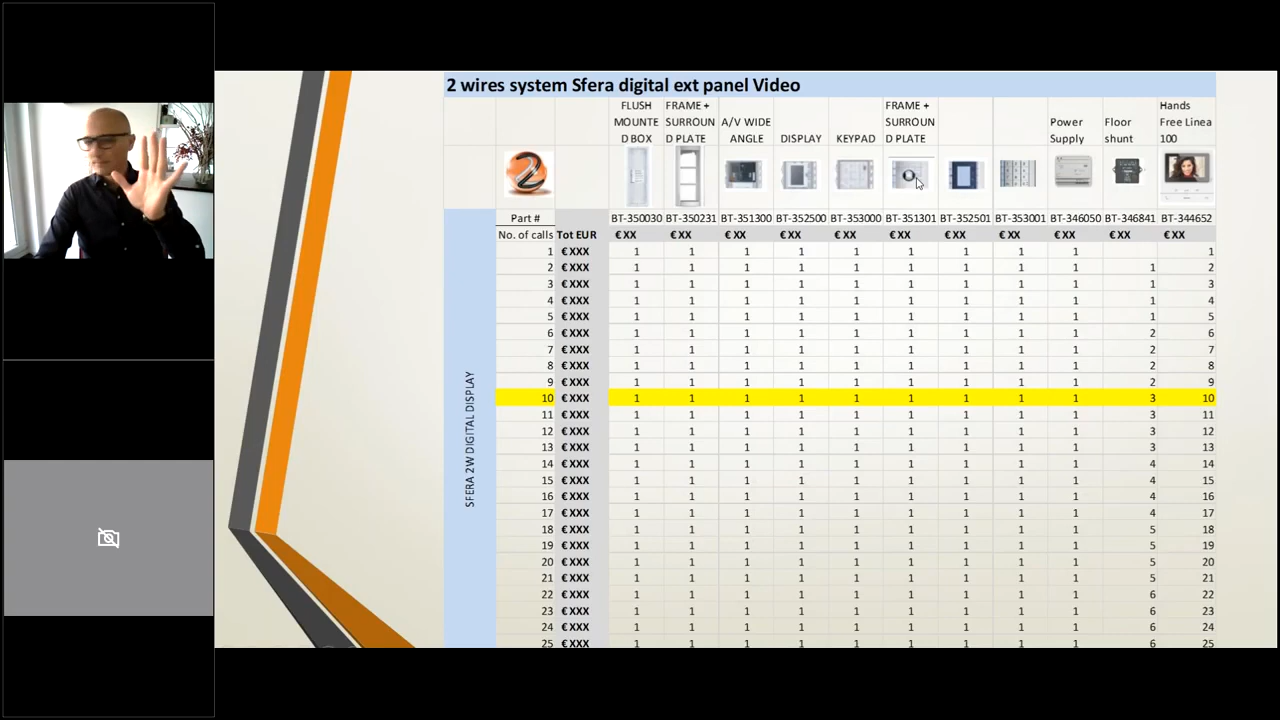 2 wires system Sfera digital ext panel Video
FLUSH MOUNTE D BOX FRAME + SURROUN D PLATE A/V WIDE ANGLE DISPLAY KEYPAD FRAME + SURROUN D PLATE Power Supply Floor shunt Hands Free Linea 100
Part # BT-350030 BT-350231 BT-351300 BT-352500 BT-353000 BT-351301 BT-352501 BT-353001 BT-346050 BT-346841 BT-344652
No. of calls Tot EUR € XX € XX € XX € XX € XX € XX € XX € XX € XX € XX € XX
SFERA 2W DIGITAL DISPLAY
1 € XXX 1 1 1 1 1 1 1 1 1 1
2 € XXX 1 1 1 1 1 1 1 1 1 1 2
3 € XXX 1 1 1 1 1 1 1 1 1 1 3
4 € XXX 1 1 1 1 1 1 1 1 1 1 4
5 € XXX 1 1 1 1 1 1 1 1 1 1 5
6 € XXX 1 1 1 1 1 1 1 1 1 2 6
7 € XXX 1 1 1 1 1 1 1 1 1 2 7
8 € XXX 1 1 1 1 1 1 1 1 1 2 8
9 € XXX 1 1 1 1 1 1 1 1 1 2 9
10 € XXX 1 1 1 1 1 1 1 1 1 3 10
11 € XXX 1 1 1 1 1 1 1 1 1 3 11
12 € XXX 1 1 1 1 1 1 1 1 1 3 12
13 € XXX 1 1 1 1 1 1 1 1 1 3 13
14 € XXX 1 1 1 1 1 1 1 1 1 4 14
15 € XXX 1 1 1 1 1 1 1 1 1 4 15
16 € XXX 1 1 1 1 1 1 1 1 1 4 16
17 € XXX 1 1 1 1 1 1 1 1 1 4 17
18 € XXX 1 1 1 1 1 1 1 1 1 5 18
19 € XXX 1 1 1 1 1 1 1 1 1 5 19
20 € XXX 1 1 1 1 1 1 1 1 1 5 20
21 € XXX 1 1 1 1 1 1 1 1 1 5 21
22 € XXX 1 1 1 1 1 1 1 1 1 6 22
23 € XXX 1 1 1 1 1 1 1 1 1 6 23
24 € XXX 1 1 1 1 1 1 1 1 1 6 24
25 € XXX 1 1 1 1 1 1 1 1 1 6 25